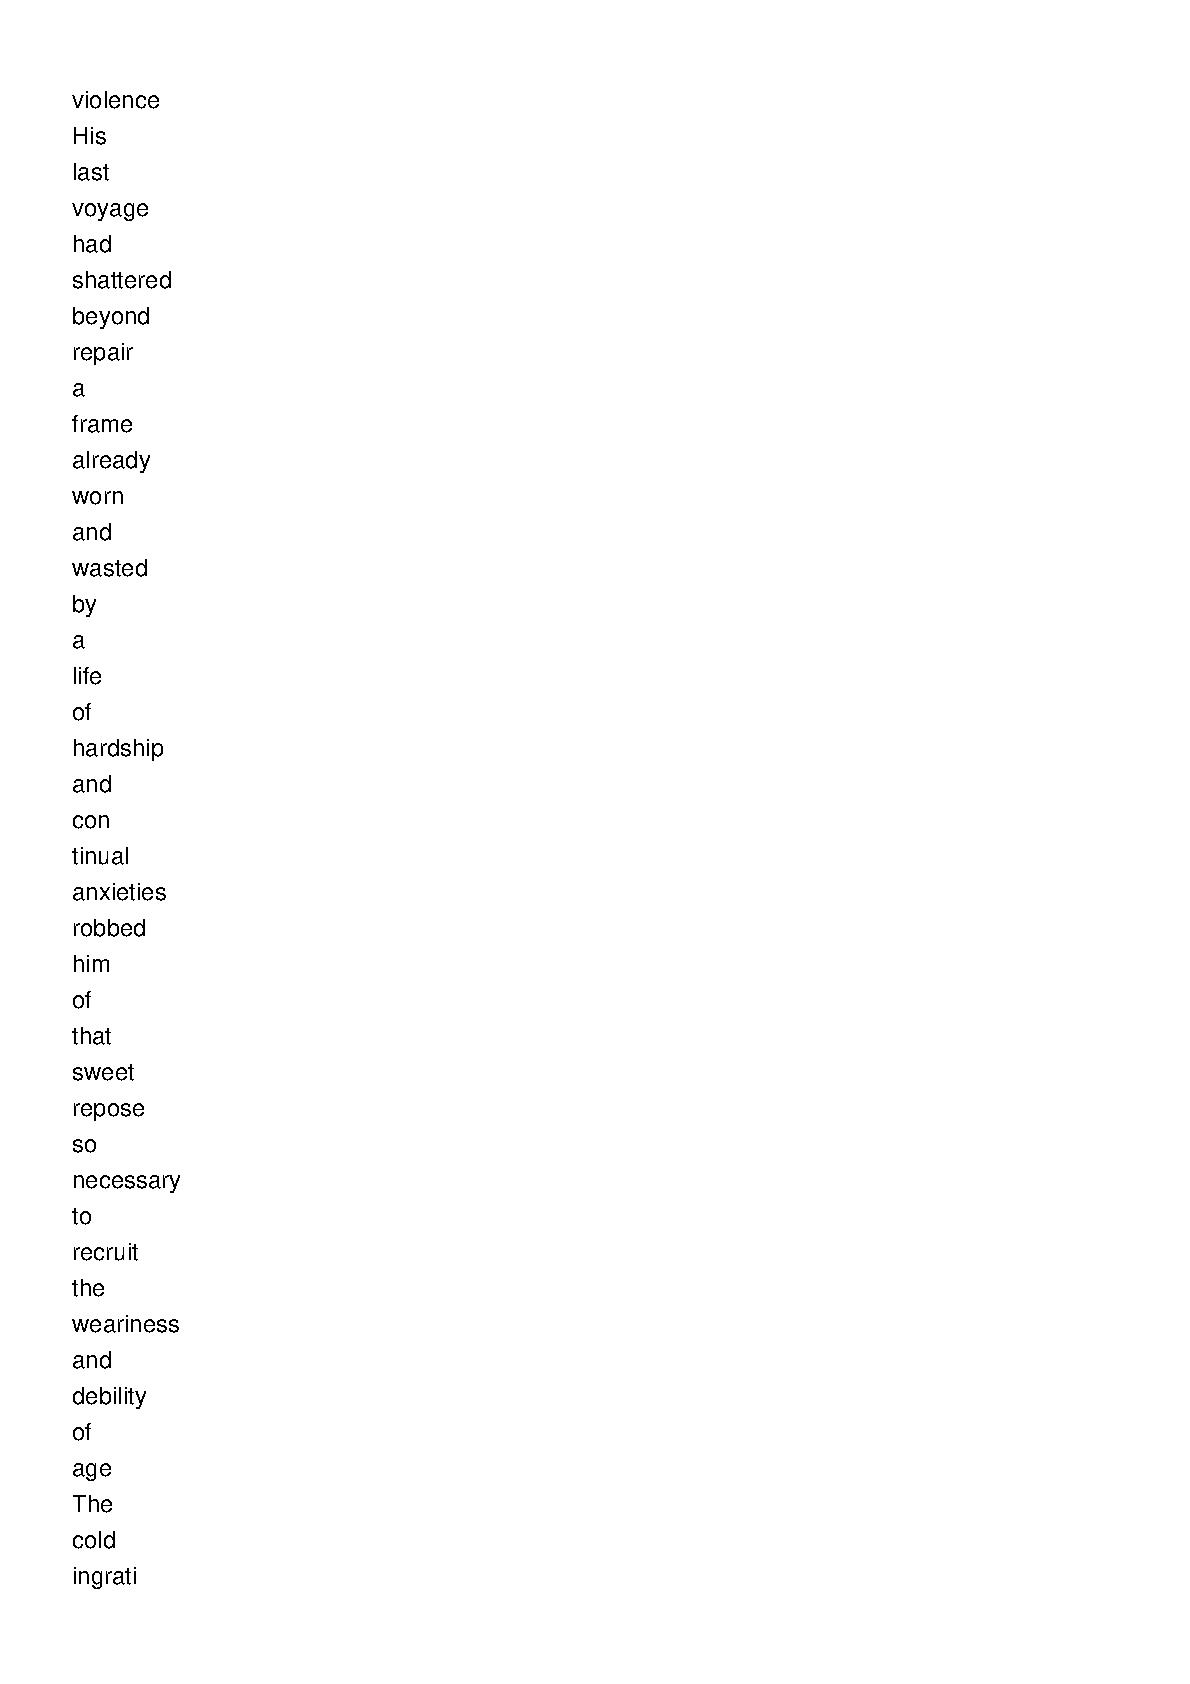 violence
His
last
voyage
had
shattered
beyond
repair
a
frame
already
worn
and
wasted
by
a
life
of
hardship
and
con
tinual
anxieties
robbed
him
of
that
sweet
repose
so
necessary
to
recruit
the
weariness
and
debility
of
age
The
cold
ingrati